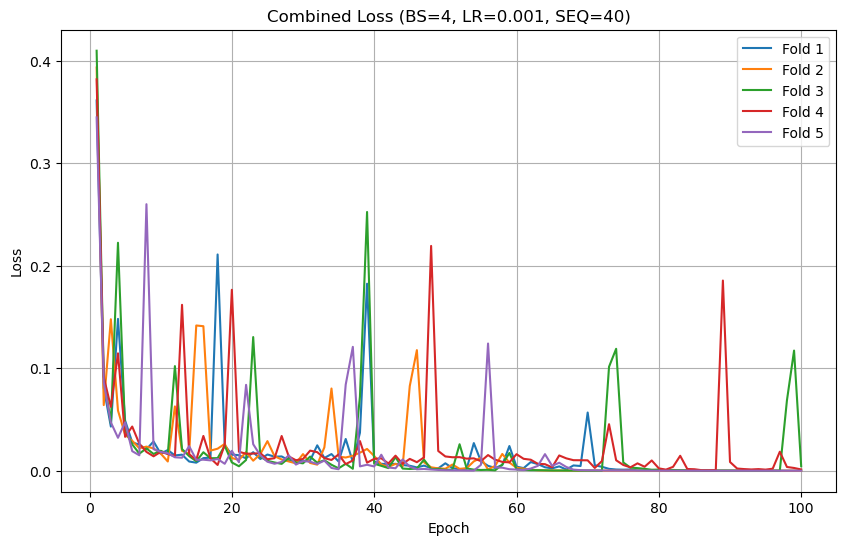 Combined Loss (BS=4, LR=0.001, SEQ=40)
Fold 1
Fold 2
Fold 3
Fold 4
Fold 5
Loss
0.4
0.3
0.2
0.1
0.0
0 20 40 60 80 100
Epoch